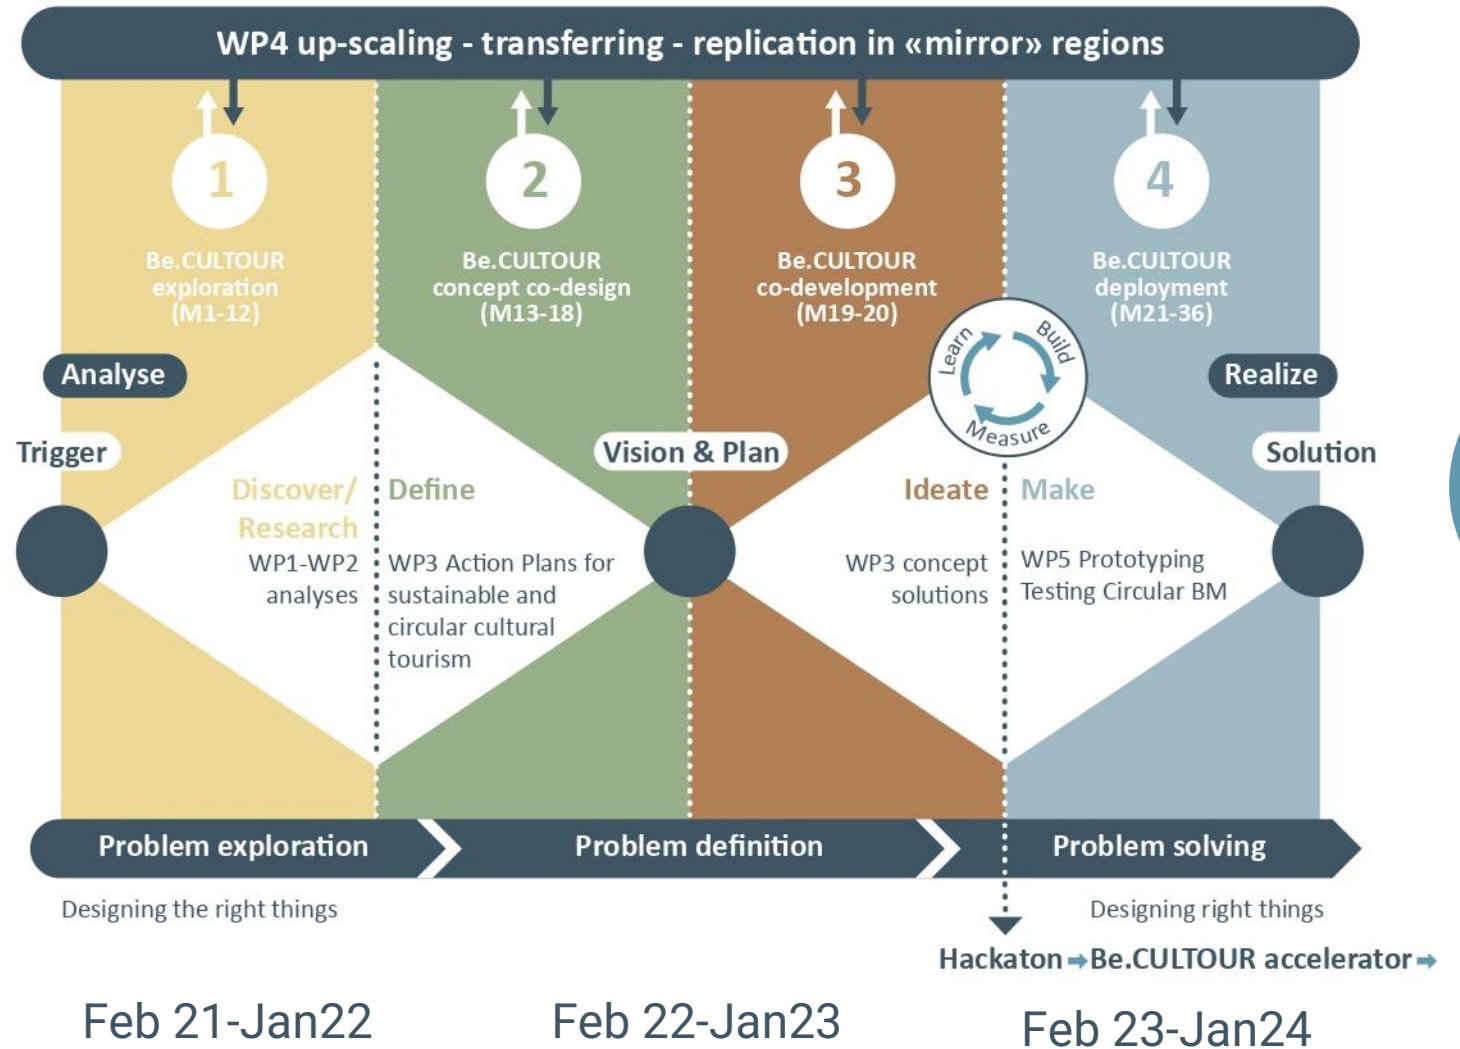 WP4 up-scaling - transferring - replication in «mirror» regions
1
Be.CULTOUR
exploration
(M1-12)
2
Be.CULTOUR
concept co-design
(M13-18)
3
Be.CULTOUR
co-development
(M19-20)
4
Be.CULTOUR
deployment
(M21-36)
Learn
Build
Measure
Analyse
Realize
Trigger
Vision & Plan
Solution
Discover/
Research
WP1-WP2
analyses
Define
WP3 Action Plans for
sustainable and
circular cultural
tourism
Ideate
WP3 concept
solutions
Make
WP5 Prototyping
Testing Circular BM
Problem exploration
Problem definition
Problem solving
Designing the right things
Designing right things
Hackaton Be.CULTOUR accelerator
Feb 21-Jan22
Feb 22-Jan23
Feb 23-Jan24